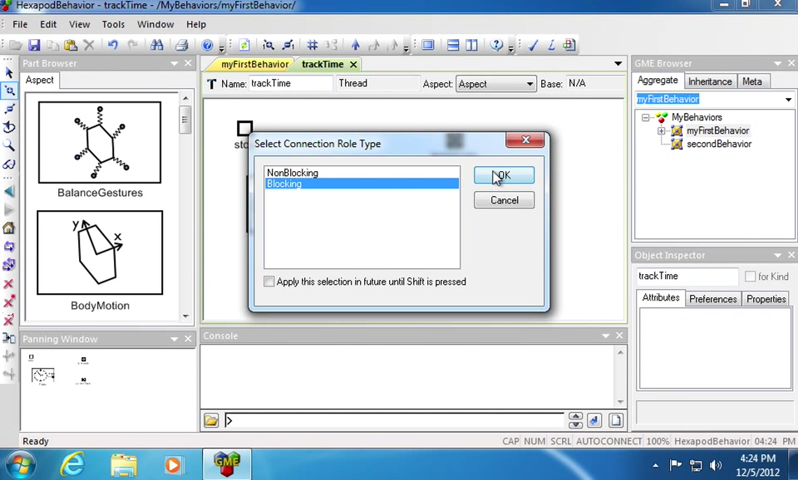 HexapodBehavior - trackTime - /MyBehaviors/myFirstBehavior/
File Edit View Tools Window Help
Part Browser
Aspect
BalanceGestures
y
x
BodyMotion
Panning Window
myFirstBehavior trackTime
T Name: trackTime Thread Aspect: Aspect Base: N/A
Select Connection Role Type
NonBlocking
Blocking
OK
Cancel
Apply this selection in future until Shift is pressed
Console
>
GME Browser
Aggregate Inheritance Meta
myFirstBehavior
MyBehaviors
myFirstBehavior
secondBehavior
Object Inspector
trackTime for Kind
Attributes Preferences Properties
Ready CAP NUM SCRL AUTOCONNECT 100% HexapodBehavior 04:24 PM
GME
4:24 PM
12/5/2012